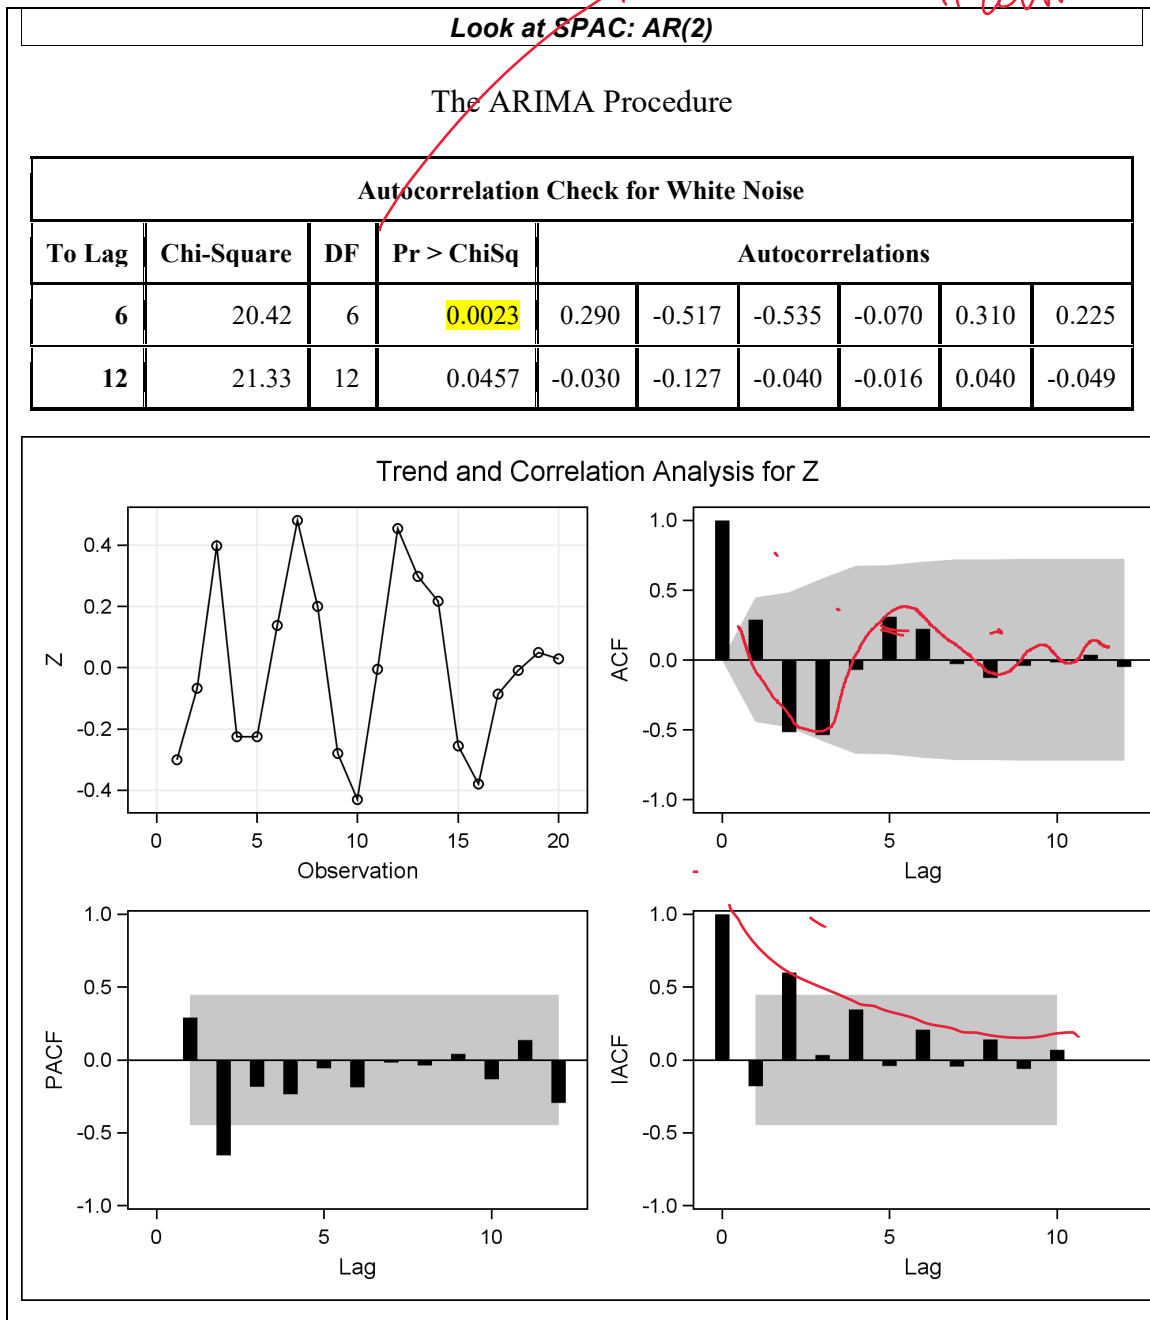 Look at SPAC: AR(2)
The ARIMA Procedure
Autocorrelation Check for White Noise
To Lag Chi-Square DF Pr > ChiSq Autocorrelations
6 20.42 6 0.0023 0.290 -0.517 -0.535 -0.070 0.310 0.225
12 21.33 12 0.0457 -0.030 -0.127 -0.040 -0.016 0.040 -0.049
Trend and Correlation Analysis for Z
0.4
0.2
0.0
-0.2
-0.4
Z
0 5 10 15 20
Observation
1.0
0.5
0.0
-0.5
-1.0
ACF
0 5 10
Lag
1.0
0.5
0.0
-0.5
-1.0
PACF
0 5 10
Lag
1.0
0.5
0.0
-0.5
-1.0
IACF
0 5 10
Lag